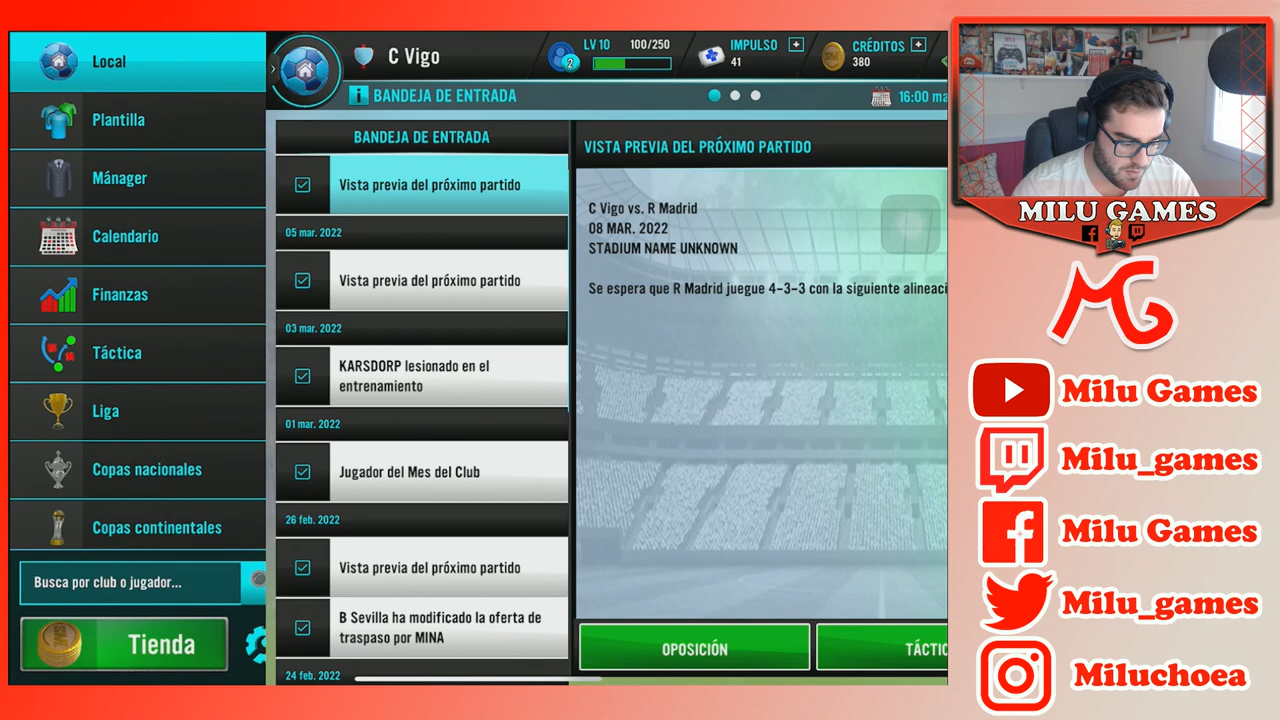 Local
Plantilla
Mánager
Calendario
Finanzas
Táctica
Liga
Copas nacionales
Copas continentales
Busca por club o jugador...
Tienda
C Vigo
2
LV 10 100/250
IMPULSO +
41
CRÉDITOS +
380
BANDEJA DE ENTRADA
16:00 ma
BANDEJA DE ENTRADA
Vista previa del próximo partido
05 mar. 2022
Vista previa del próximo partido
03 mar. 2022
KARSDORP lesionado en el
entrenamiento
01 mar. 2022
Jugador del Mes del Club
26 feb. 2022
Vista previa del próximo partido
B Sevilla ha modificado la oferta de
traspaso por MINA
24 feb. 2022
VISTA PREVIA DEL PRÓXIMO PARTIDO
C Vigo vs. R Madrid
08 MAR. 2022
STADIUM NAME UNKNOWN
Se espera que R Madrid juegue 4-3-3 con la siguiente alineaci
OPOSICIÓN
TÁCTIC
MILU GAMES
MG
Milu Games
Milu_games
Milu Games
Milu_games
Miluchoea